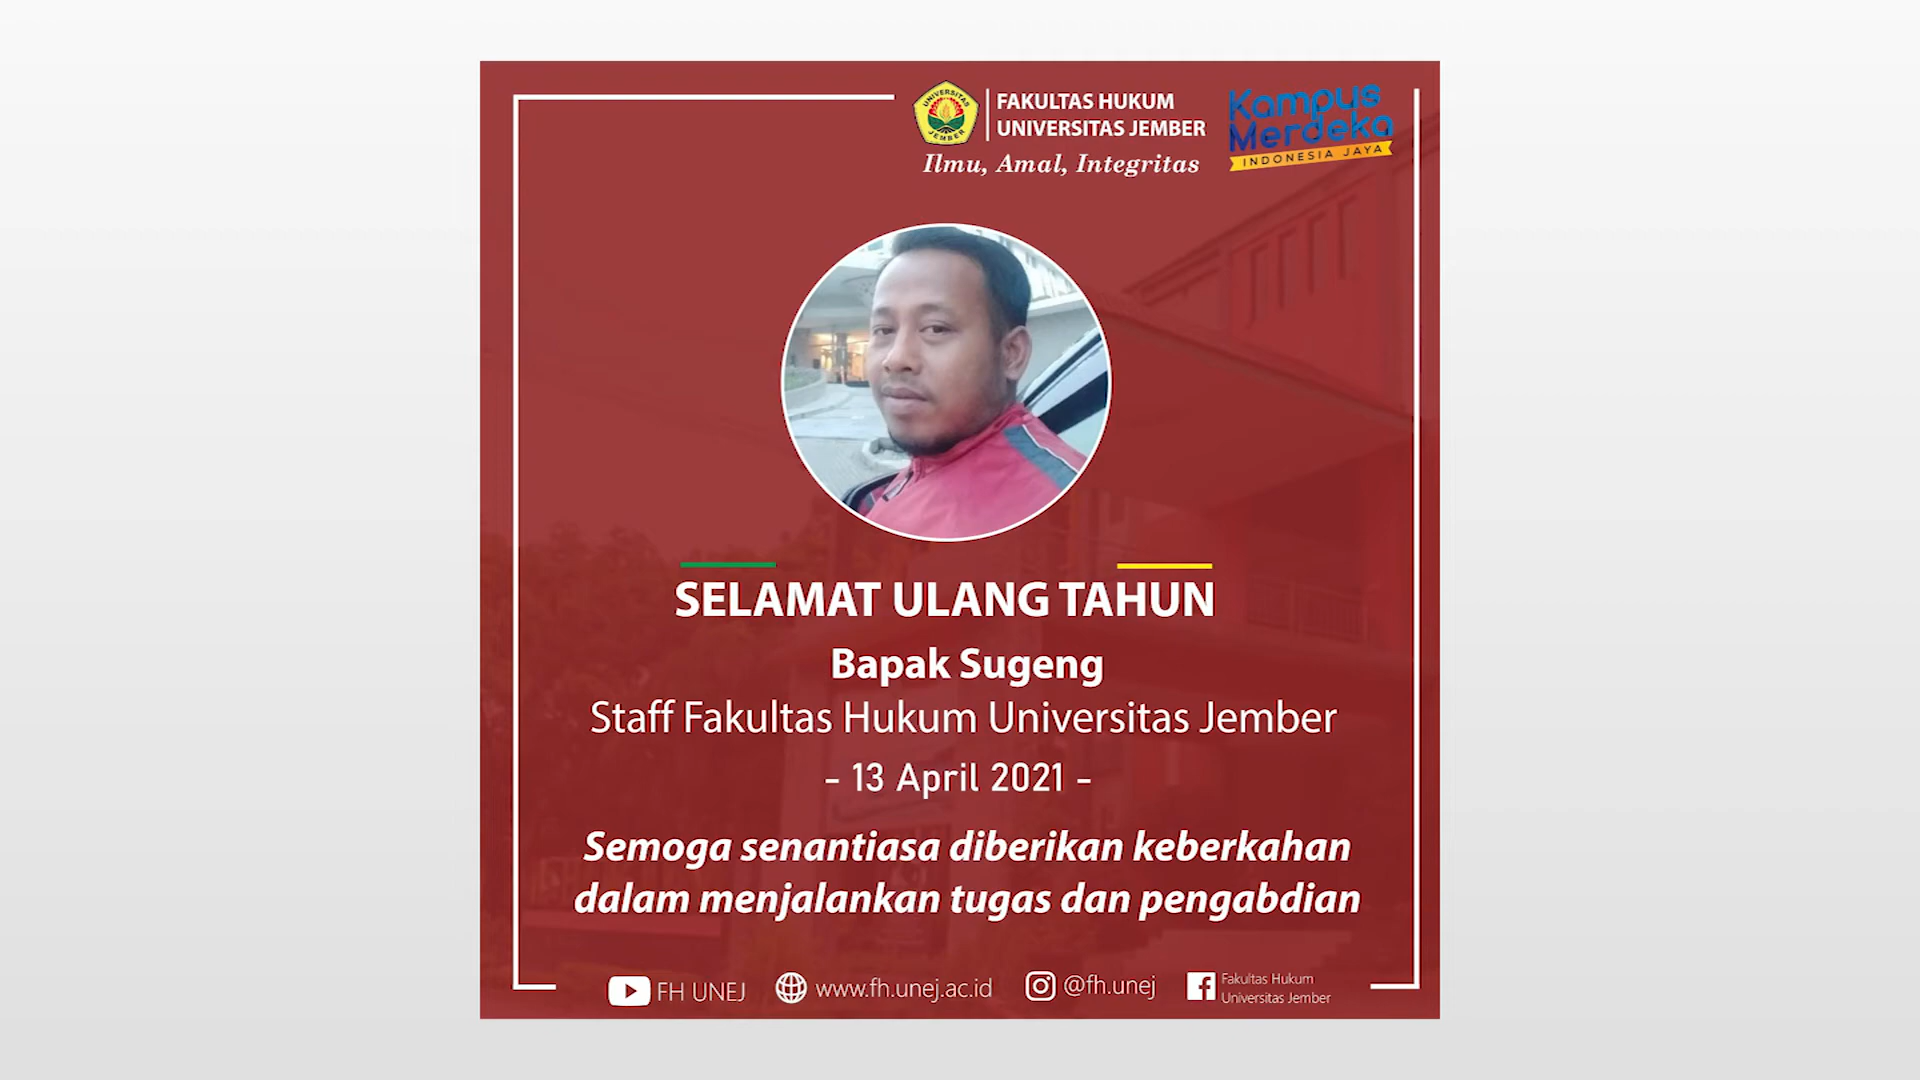 UNIVERSITAS
JEMBER
FAKULTAS HUKUM
UNIVERSITAS JEMBER
Ilmu, Amal, Integritas
Kampus
Merdeka
INDONESIA JAYA
SELAMAT ULANG TAHUN
Bapak Sugeng
Staff Fakultas Hukum Universitas Jember
- 13 April 2021 -
Semoga senantiasa diberikan keberkahan
dalam menjalankan tugas dan pengabdian
FH UNEJ
www.fh.unej.ac.id
@fh.unej
Fakultas Hukum
Universitas Jember